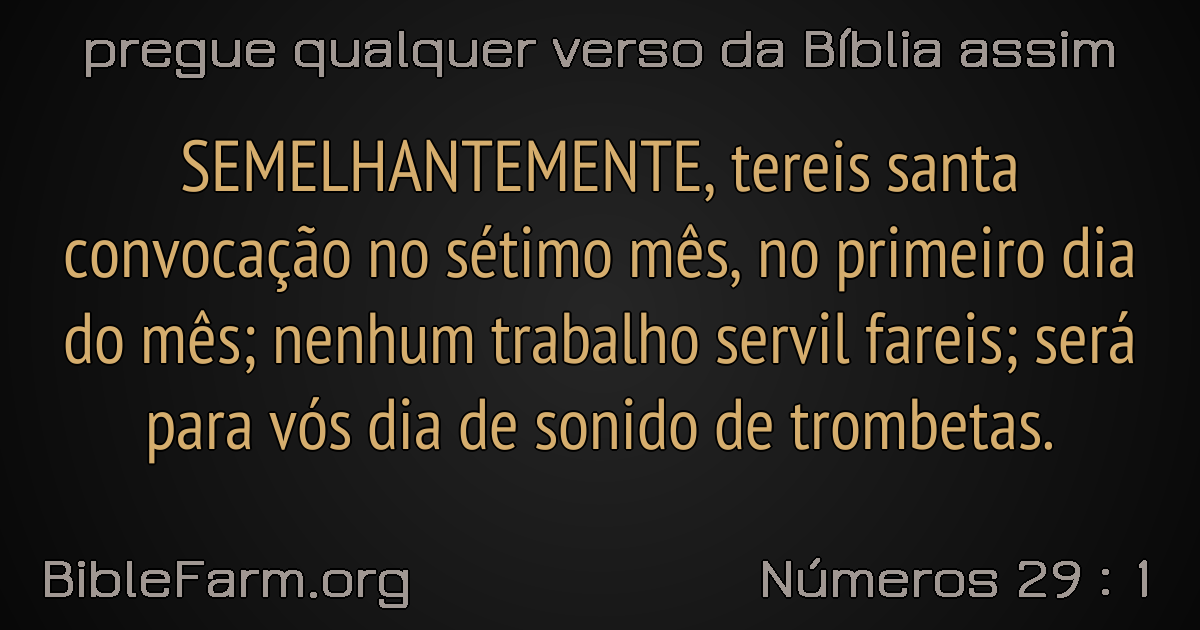 pregue qualquer verso da Bíblia assim
SEMELHANTEMENTE, tereis santa
convocação no sétimo mês, no primeiro dia
do mês; nenhum trabalho servil fareis; será
para vós dia de sonido de trombetas.
BibleFarm.org
Números 29 : 1